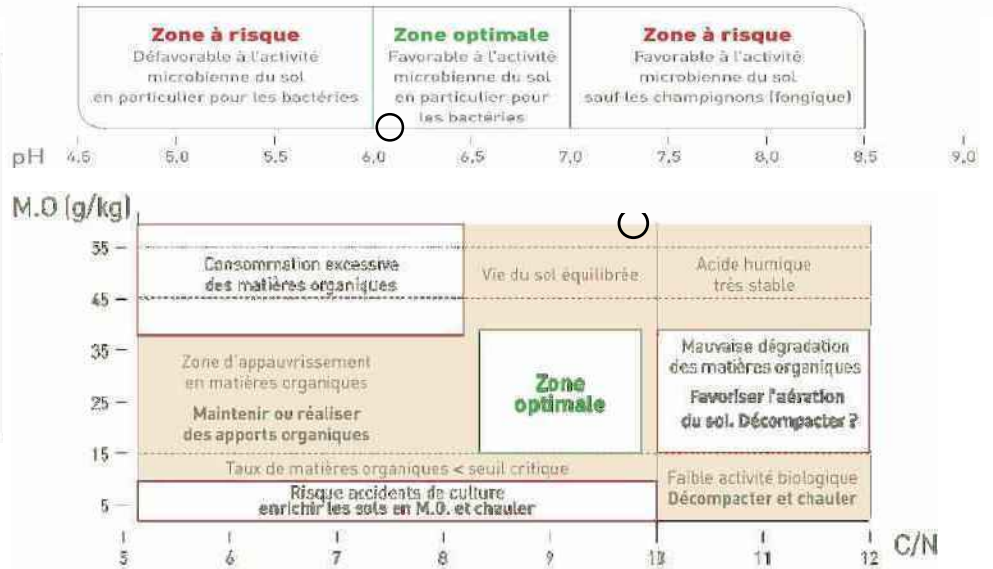 Zone à risque
Défavorable à l'activité
microbienne du sol
en particulier pour les bactéries
Zone optimale
Favorable à l'activité
microbienne du sol
en particulier pour
les bactéries
Zone à risque
Favorable à l'activité
microbienne du sol
sauf les champignons (fongique)
pH 4,5 5,0 5,5 6,0 6,5 7,0 7,5 8,0 8,5 9,0
M.O (g/kg)
55
45
35
25
15
5
Consommation excessive
des matières organiques
Vie du sol équilibrée
Acide humique
très stable
Zone d'appauvrissement
en matières organiques
Maintenir ou réaliser
des apports organiques
Zone
optimale
Mauvaise dégradation
des matières organiques
Favoriser l'aération
du sol. Décompacter ?
Taux de matières organiques < seuil critique
Risque accidents de culture
enrichir les sols en M.O. et chauler
Faible activité biologique
Décompacter et chauler
5 6 7 8 9 10 11 12 C/N